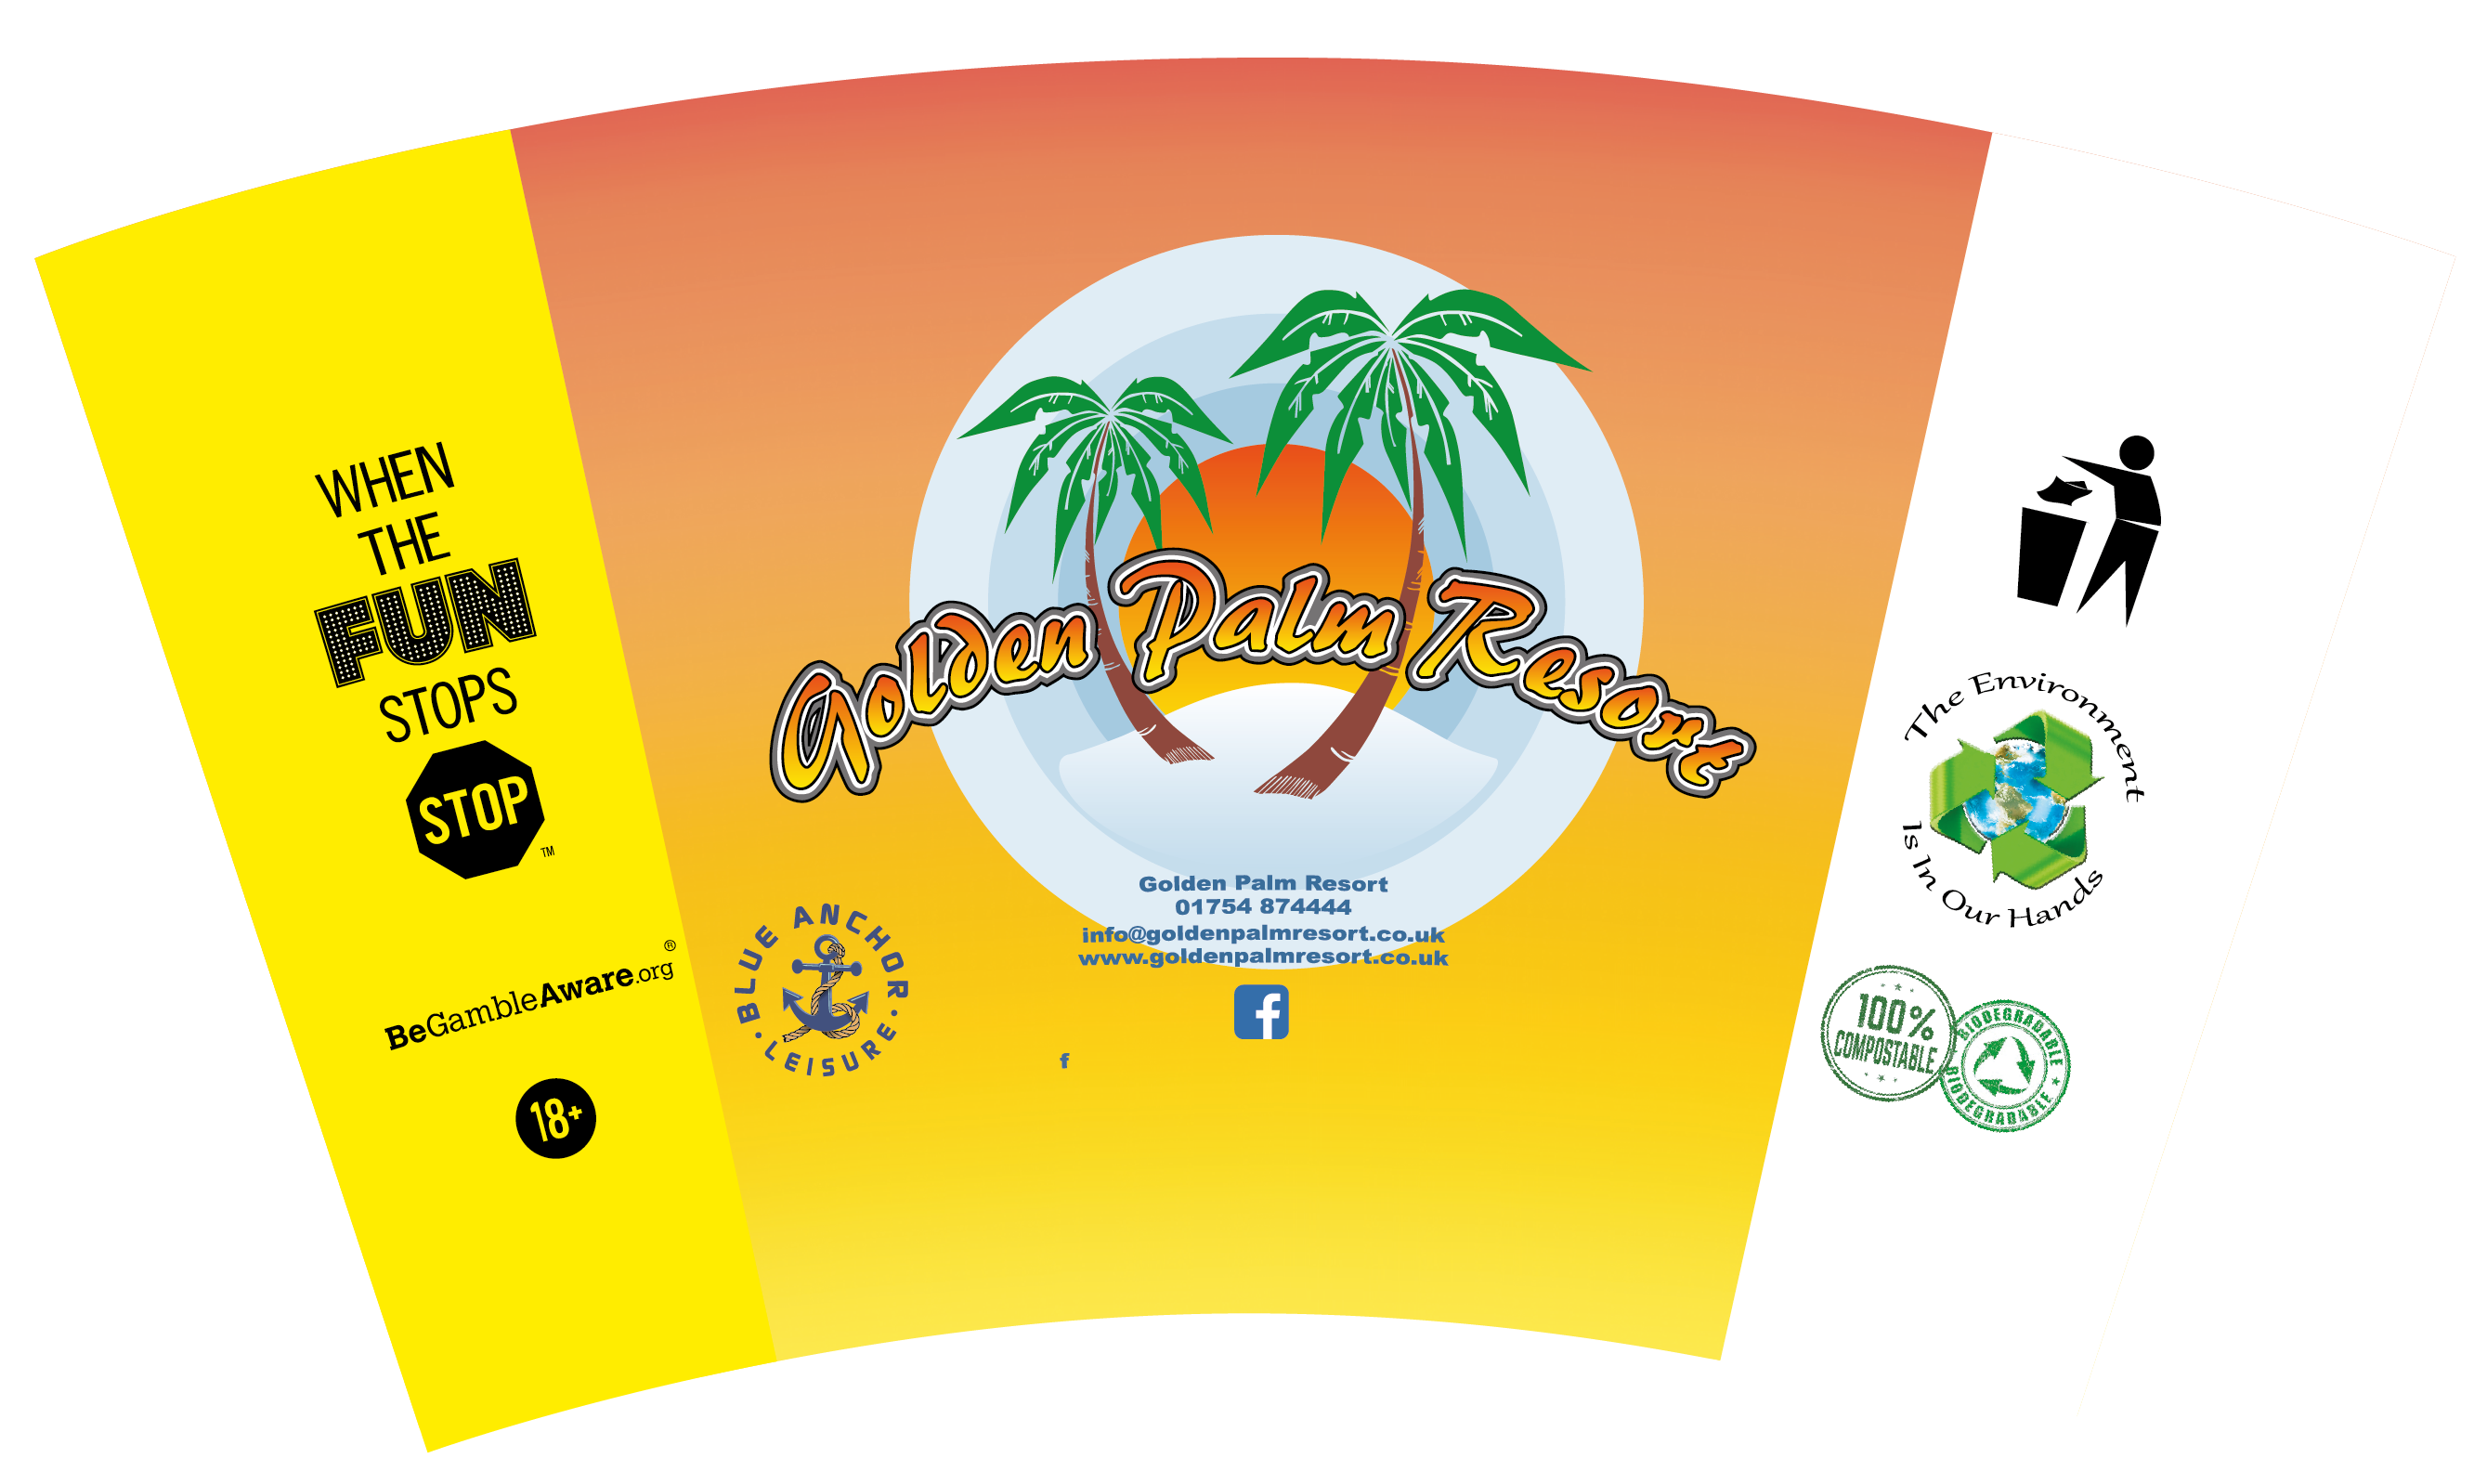 WHEN
THE
FUN
STOPS
STOP
TM
BeGambleAware.org®
18+
Golden Palm Resort
Golden Palm Resort
01754 874444
info@goldenpalmresort.co.uk
www.goldenpalmresort.co.uk
f
f
BLUE ANCHOR
· LEISURE ·
The Environment
Is In Our Hands
100%
COMPOSTABLE
BIODEGRADABLE
BIODEGRADABLE